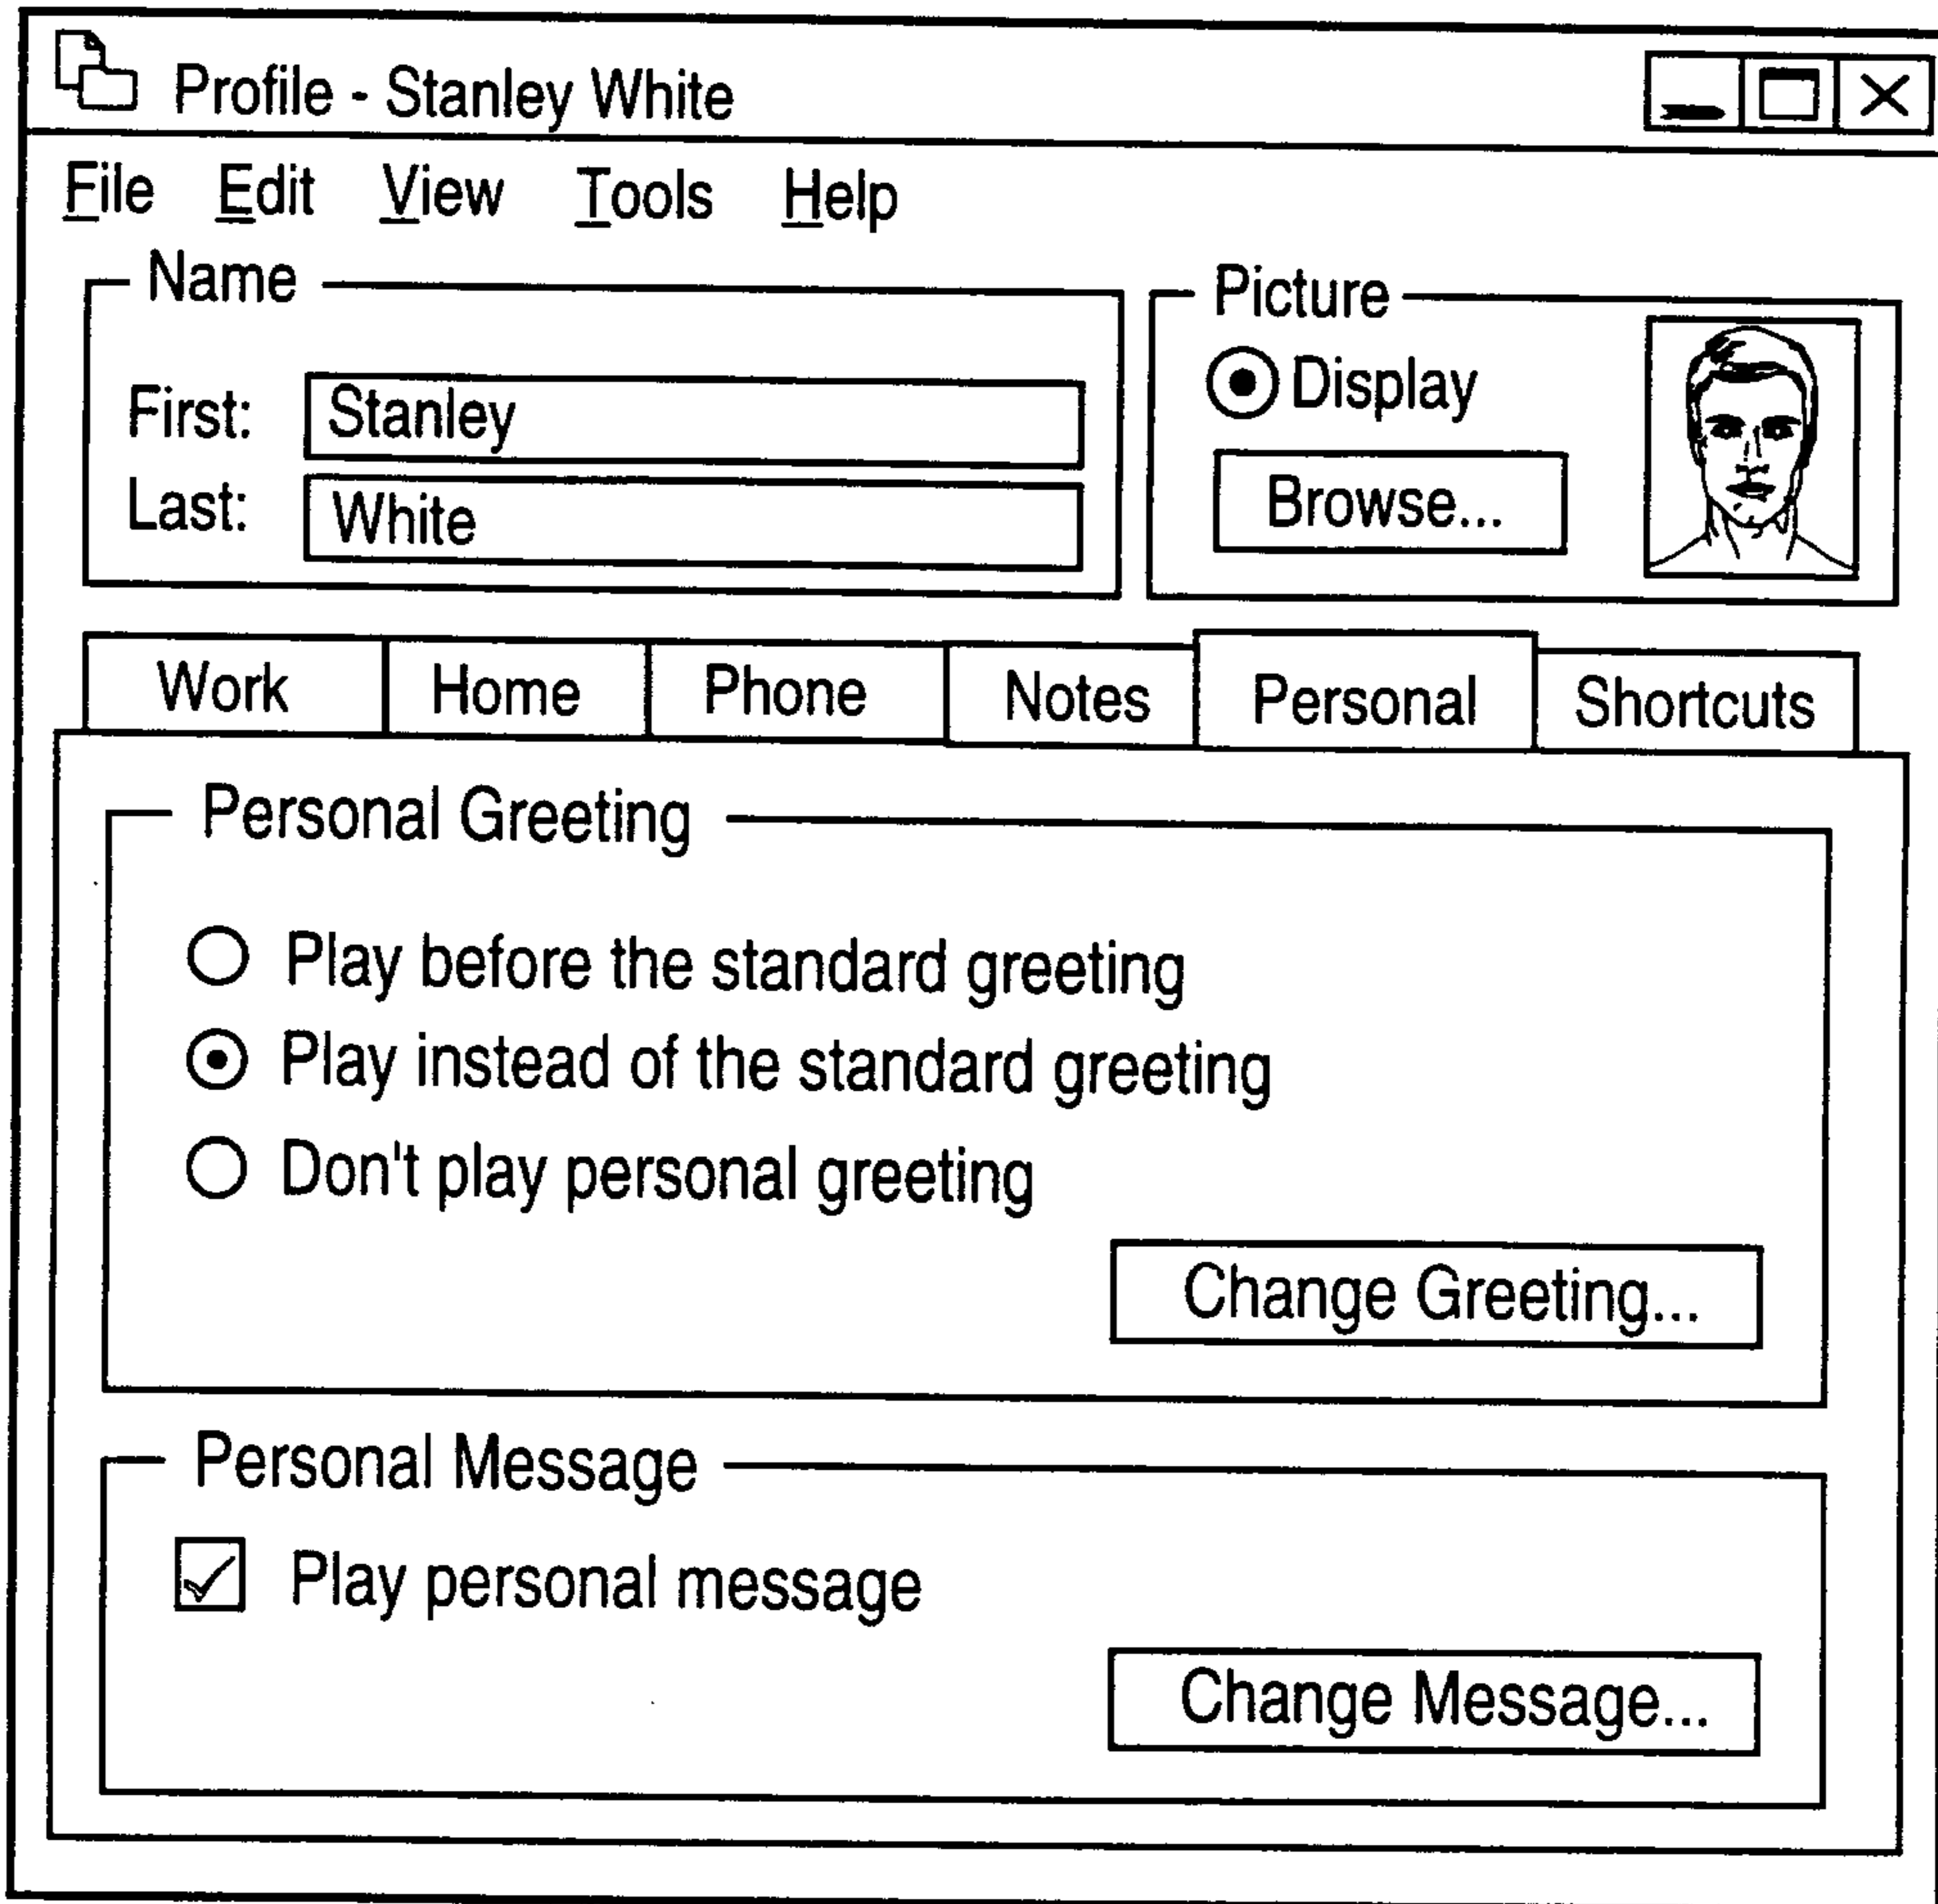 Profile - Stanley White
File Edit View Tools Help
Name
First: Stanley
Last: White
Picture
Display
Browse...
Work Home Phone Notes Personal Shortcuts
Personal Greeting
Play before the standard greeting
Play instead of the standard greeting
Don't play personal greeting
Change Greeting...
Personal Message
Play personal message
Change Message...